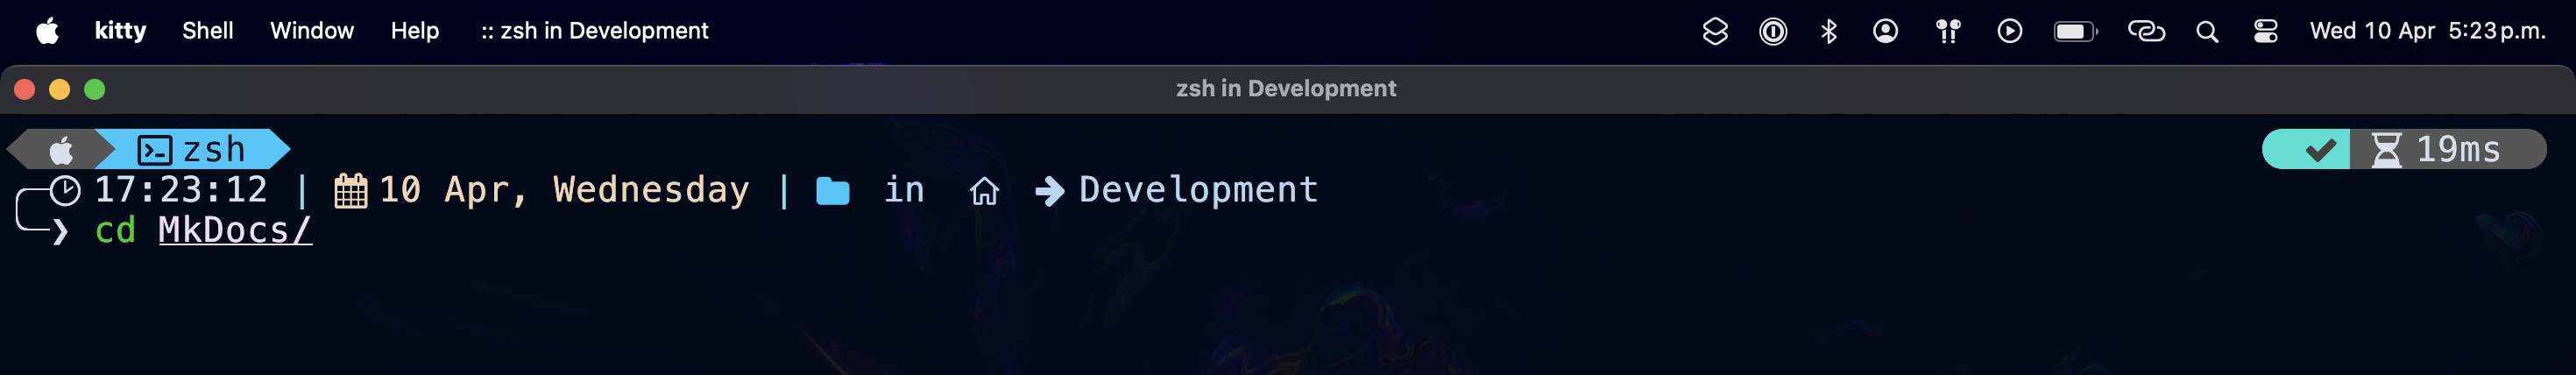 kitty Shell Window Help :: zsh in Development Wed 10 Apr 5:23 p.m.
zsh in Development
zsh 19ms
17:23:12 | 10 Apr, Wednesday | in Development
❯ cd MkDocs/